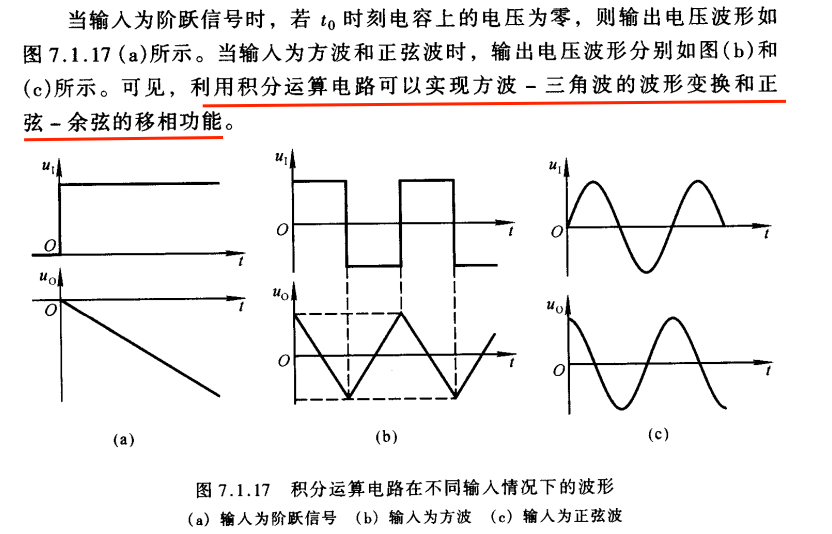 当输入为阶跃信号时，若 t₀ 时刻电容上的电压为零，则输出电压波形如
图 7.1.17 (a)所示。当输入为方波和正弦波时，输出电压波形分别如图(b)和
(c)所示。可见，利用积分运算电路可以实现方波－三角波的波形变换和正
弦－余弦的移相功能。
u_I
O
t
u_O
O
t
(a)
u_I
O
t
u_O
O
t
(b)
u_I
O
t
u_O
O
t
(c)
图 7.1.17 积分运算电路在不同输入情况下的波形
(a) 输入为阶跃信号 (b) 输入为方波 (c) 输入为正弦波